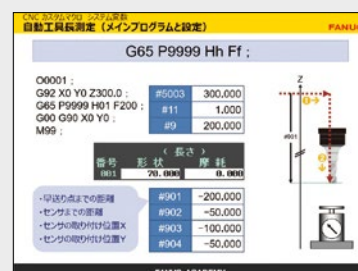 CNC カスタムマクロ システム変数
自動工具長測定（メインプログラムと設定）
FANUC
G65 P9999 Hh Ff ;
O0001 ;
G92 X0 Y0 Z300.0 ;
G65 P9999 H01 F200 ;
G00 G90 X0 Y0 ;
M99 ;
#5003 300.000
#11 1.000
#9 200.000
（長さ）
番号 形状 摩耗
001 70.000 0.000
・早送り点までの距離
・センサまでの距離
・センサの取り付け位置X
・センサの取り付け位置Y
#901 -200.000
#902 -50.000
#903 -100.000
#904 -50.000
Z
①
#901
②
FANUC ACADEMY